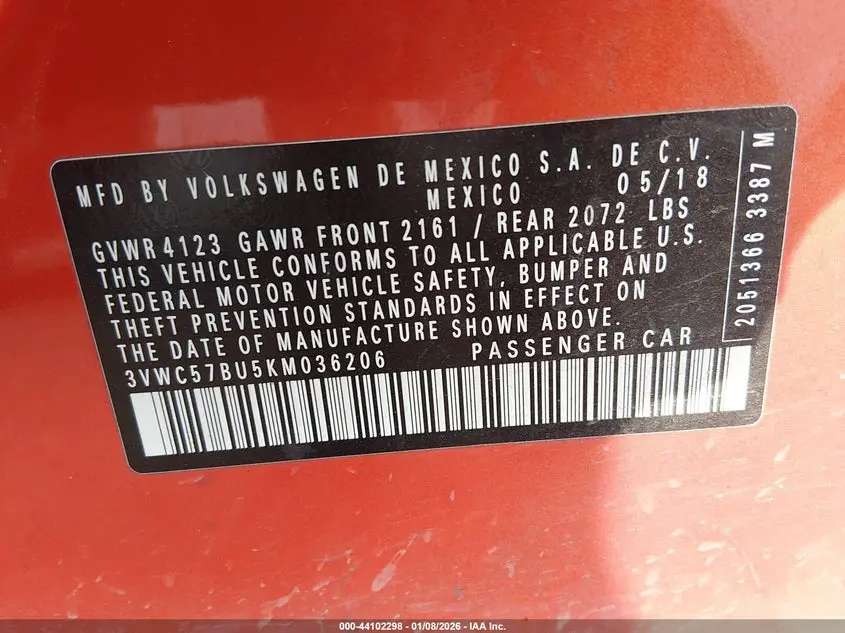 MFD BY VOLKSWAGEN DE MEXICO S.A. DE C.V.
MEXICO 05/18
GVWR 4123 GAWR FRONT 2161 / REAR 2072 LBS
THIS VEHICLE CONFORMS TO ALL APPLICABLE U.S.
FEDERAL MOTOR VEHICLE SAFETY, BUMPER AND
THEFT PREVENTION STANDARDS IN EFFECT ON
THE DATE OF MANUFACTURE SHOWN ABOVE.
3VWC57BU5KM036206 PASSENGER CAR
2051366 3387 M
000-44102298 - 01/08/2026 - IAA Inc.